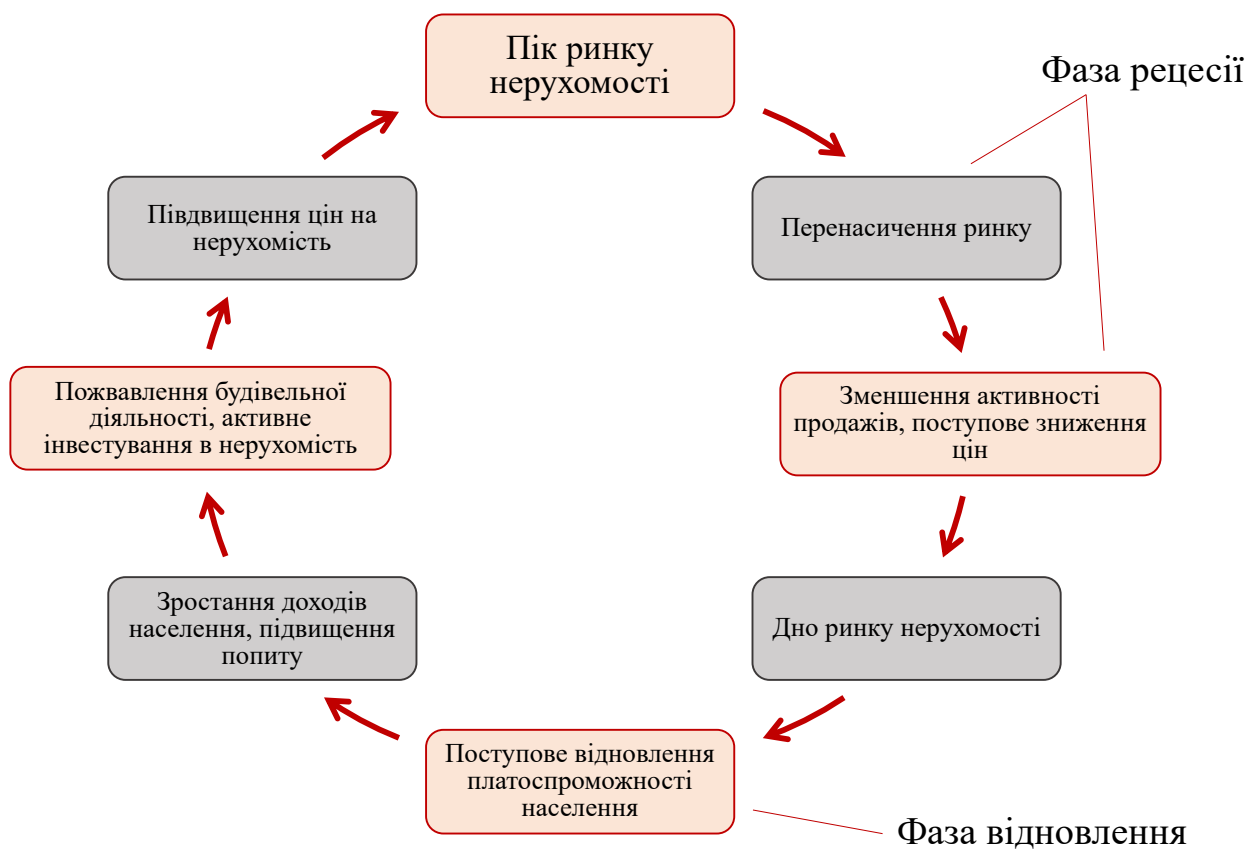 Пік ринку
нерухомості
Фаза рецесії
Півдвищення цін на
нерухомість
Перенасичення ринку
Пожвавлення будівельної
діяльності, активне
інвестування в нерухомість
Зменшення активності
продажів, поступове зниження
цін
Зростання доходів
населення, підвищення
попиту
Дно ринку нерухомості
Поступове відновлення
платоспроможності
населення
Фаза відновлення